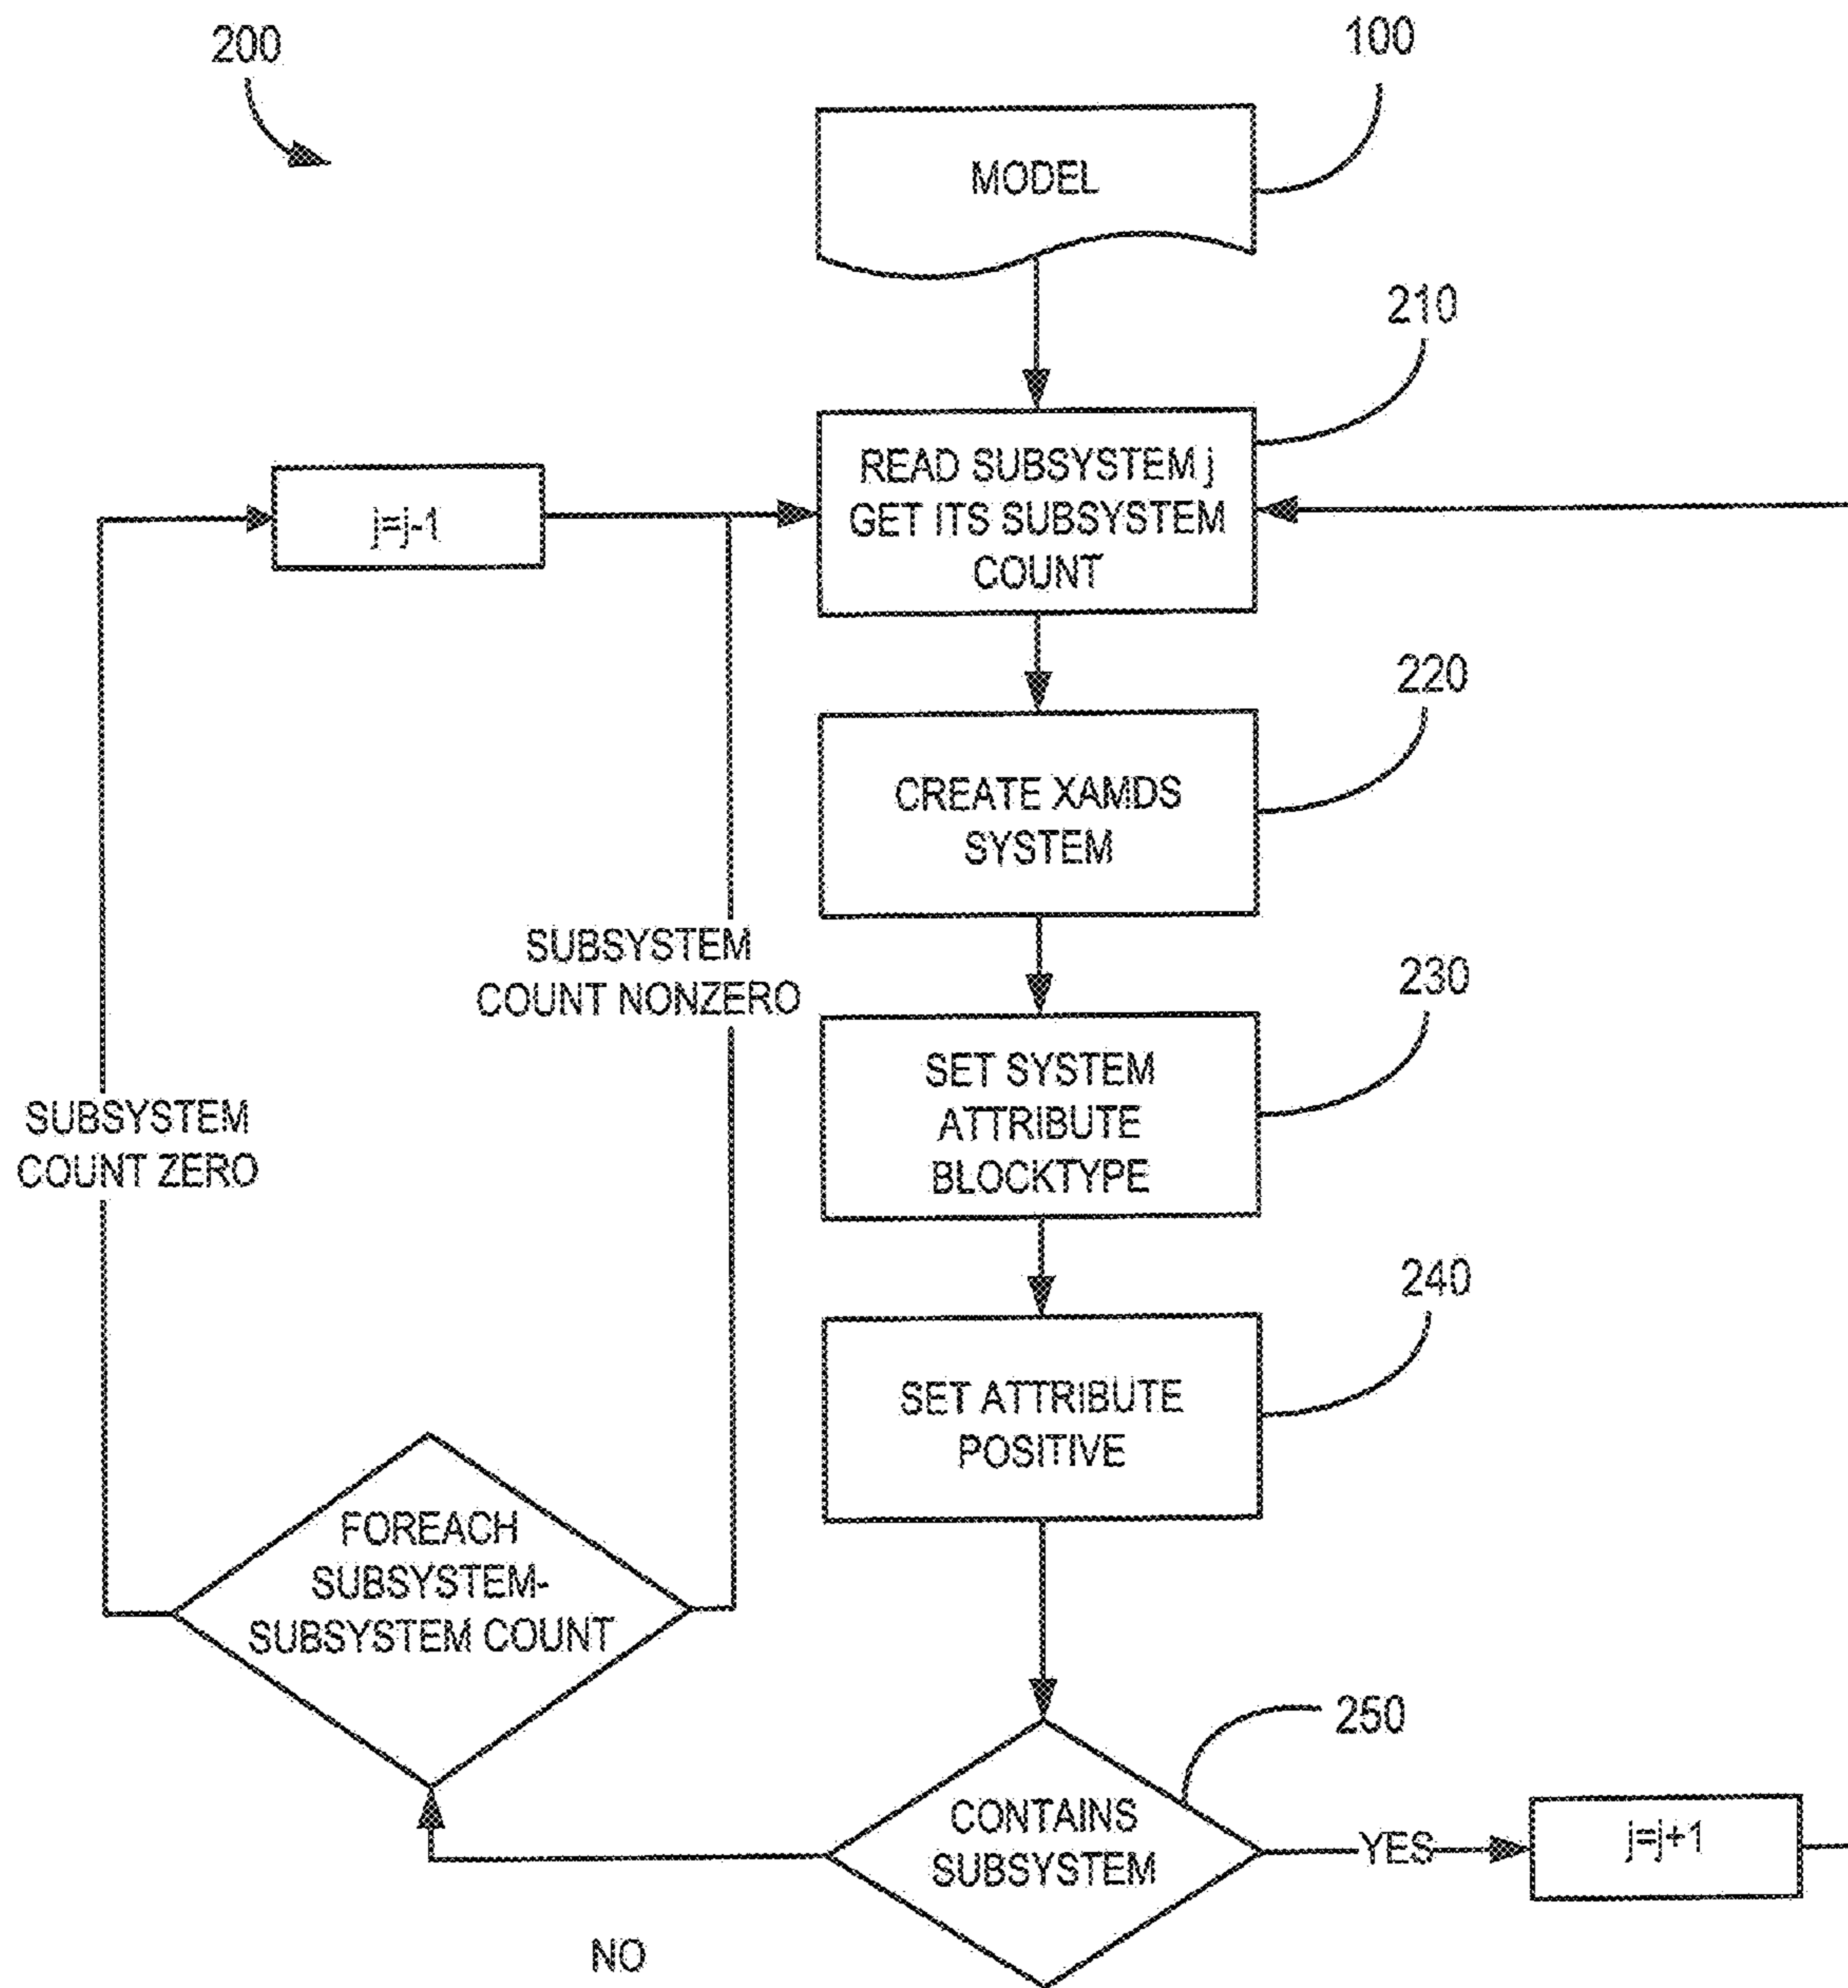 200
100
MODEL
210
READ SUBSYSTEM j
GET ITS SUBSYSTEM
COUNT
j=j-1
220
CREATE XAMDS
SYSTEM
SUBSYSTEM
COUNT NONZERO
230
SET SYSTEM
ATTRIBUTE
BLOCKTYPE
SUBSYSTEM
COUNT ZERO
240
SET ATTRIBUTE
POSITIVE
FOREACH
SUBSYSTEM-
SUBSYSTEM COUNT
250
CONTAINS
SUBSYSTEM
YES
j=j+1
NO